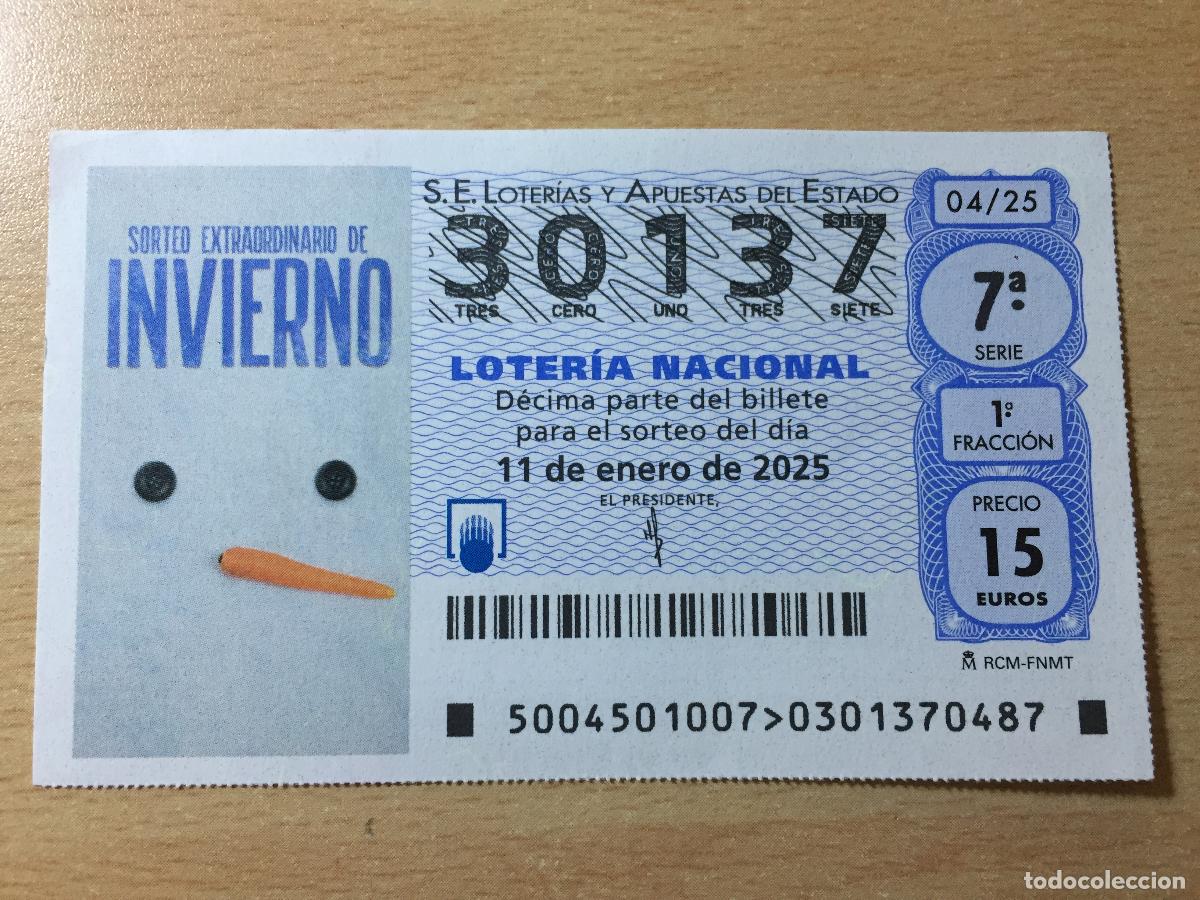 SORTEO EXTRAORDINARIO DE
INVIERNO
S.E. LOTERÍAS Y APUESTAS DEL ESTADO
30137
TRES CERO UNO TRES SIETE
LOTERÍA NACIONAL
Décima parte del billete
para el sorteo del día
11 de enero de 2025
EL PRESIDENTE,
04/25
7ª
SERIE
1ª
FRACCIÓN
PRECIO
15
EUROS
RCM-FNMT
5004501007>0301370487
todocoleccion